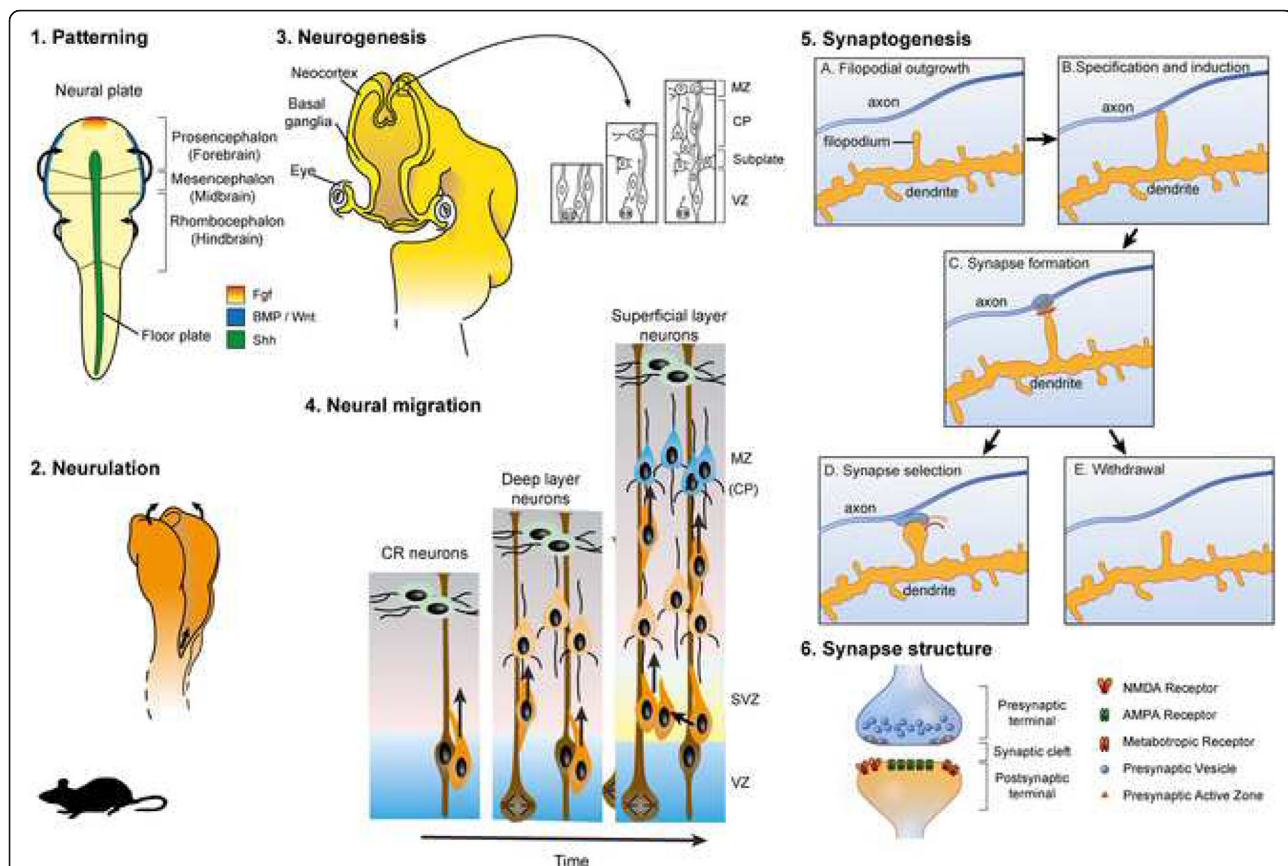 1. Patterning
Neural plate
Prosencephalon
(Forebrain)
Mesencephalon
(Midbrain)
Rhombocephalon
(Hindbrain)
Fgf
BMP / Wnt
Shh
Floor plate
2. Neurulation
3. Neurogenesis
Neocortex
Basal
ganglia
Eye
MZ
CP
Subplate
VZ
4. Neural migration
CR neurons
Deep layer
neurons
Superficial layer
neurons
MZ
(CP)
SVZ
VZ
Time
5. Synaptogenesis
A. Filopodial outgrowth
axon
filopodium
dendrite
B.Specification and induction
axon
dendrite
C. Synapse formation
axon
dendrite
D. Synapse selection
axon
dendrite
E. Withdrawal
6. Synapse structure
Presynaptic
terminal
Synaptic cleft
Postsynaptic
terminal
NMDA Receptor
AMPA Receptor
Metabotropic Receptor
Presynaptic Vesicle
Presynaptic Active Zone